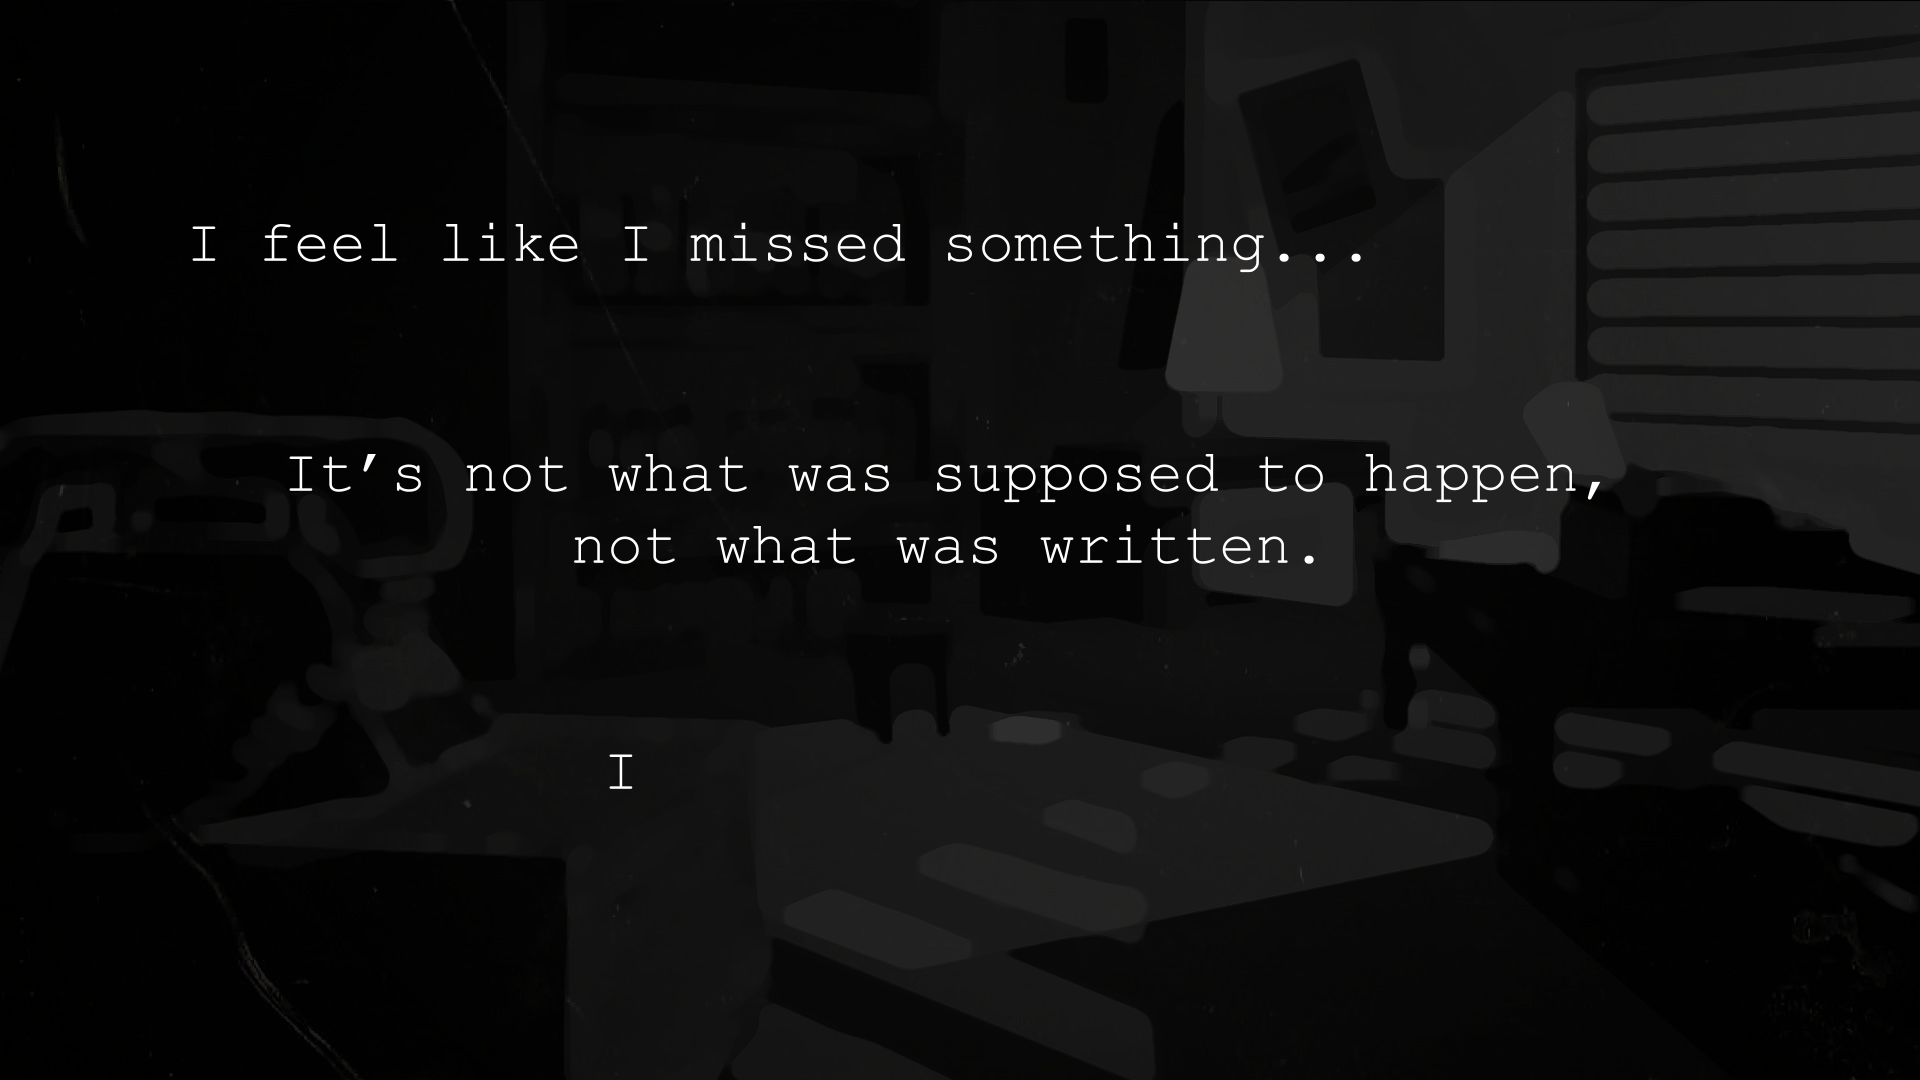 I feel like I missed something...
It’s not what was supposed to happen,
not what was written.
I